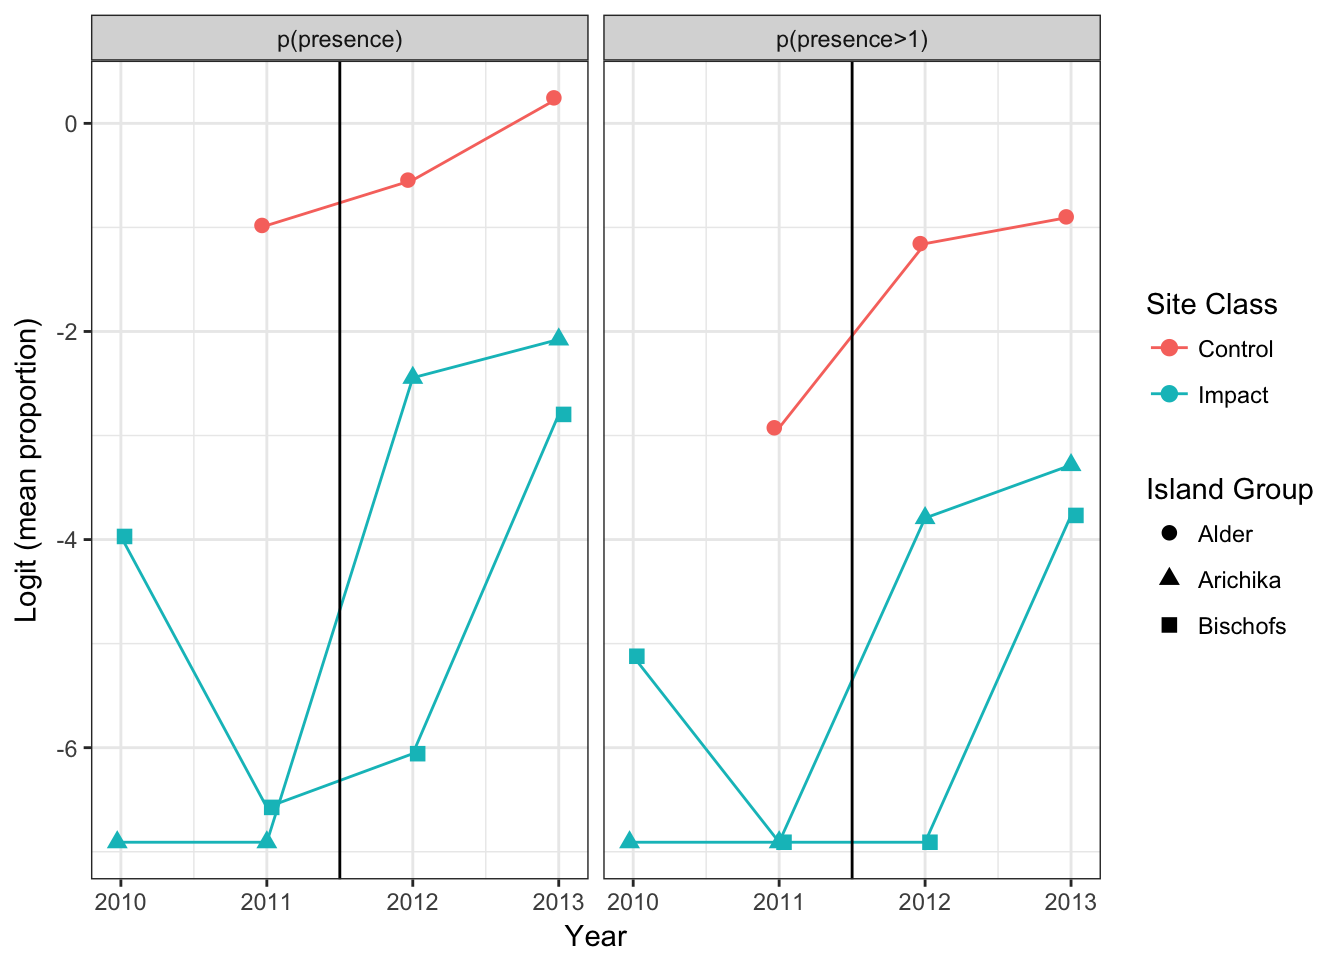 p(presence)
p(presence>1)
0
-2
-4
-6
Logit (mean proportion)
2010
2011
2012
2013
2010
2011
2012
2013
Year
Site Class
Control
Impact
Island Group
Alder
Arichika
Bischofs